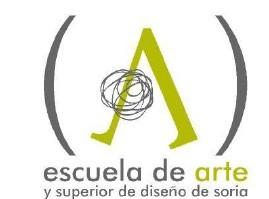 (A)
escuela de arte
y superior de diseño de soria